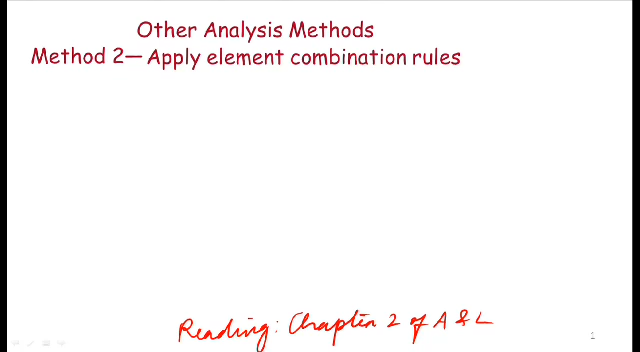 Other Analysis Methods
Method 2— Apply element combination rules
Reading: Chapter 2 of A & L
1